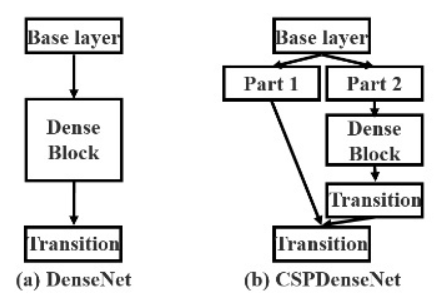 Base layer
Dense
Block
Transition
(a) DenseNet
Base layer
Part 1
Part 2
Dense
Block
Transition
Transition
(b) CSPDenseNet